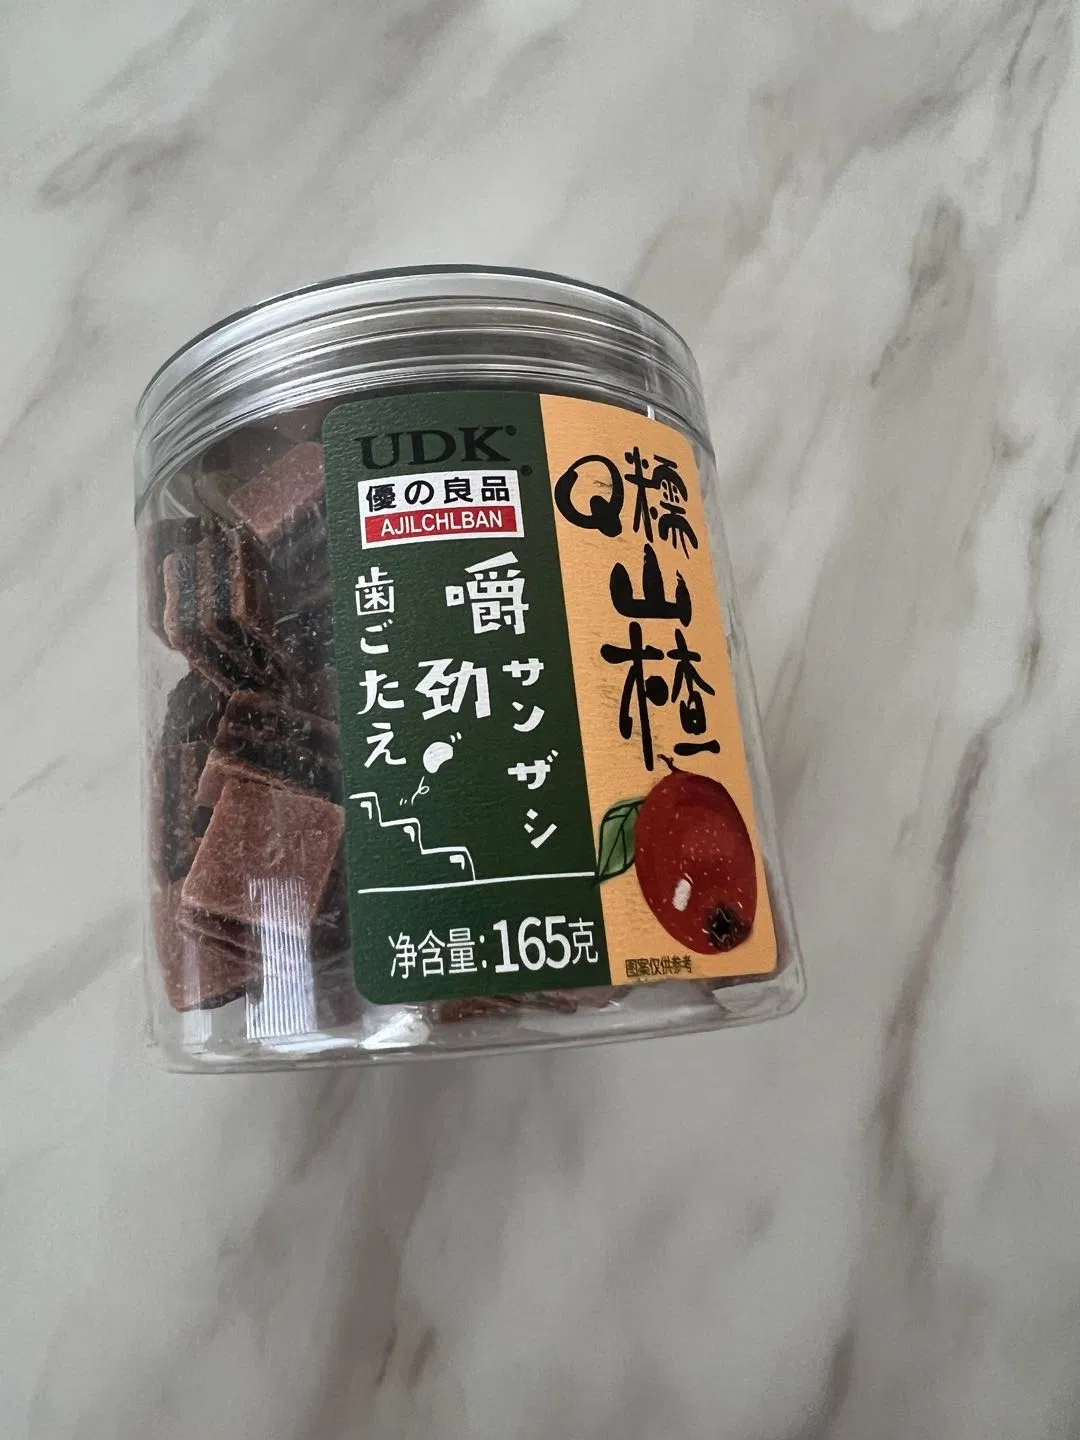 UDK
®
優の良品
AJILCHLBAN
歯ごたえ
嚼劲
サンザシ
净含量:165克
Q糯山楂
图案仅供参考